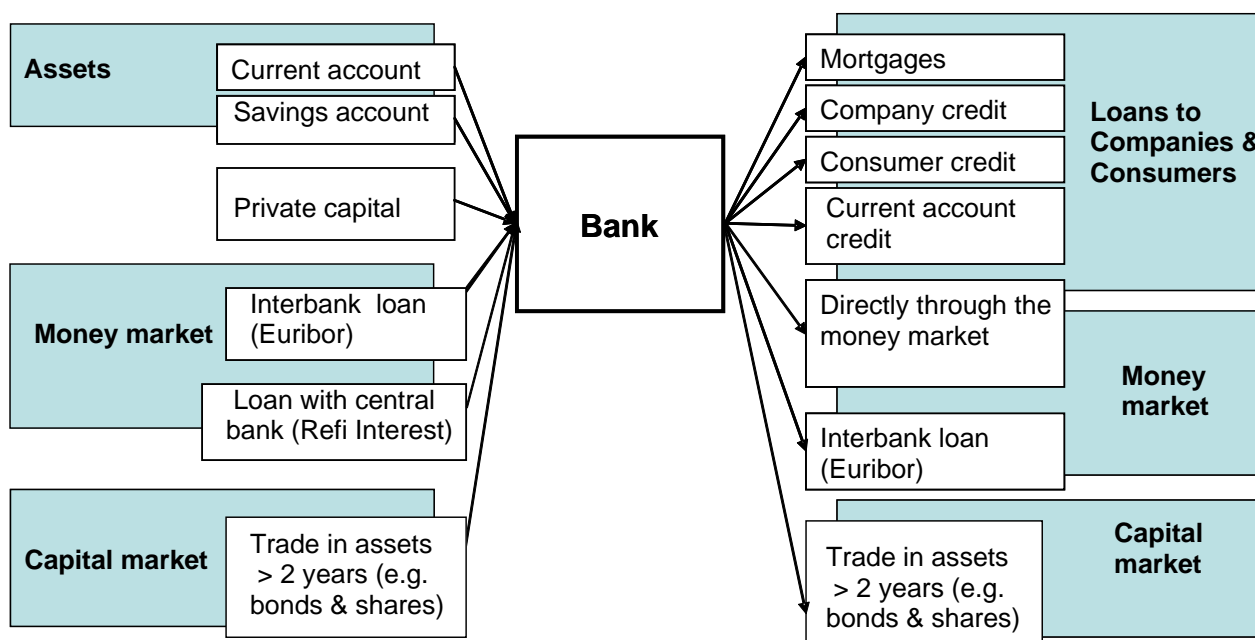 Assets
Current account
Savings account
Private capital
Money market
Interbank loan
(Euribor)
Loan with central
bank (Refi Interest)
Capital market
Trade in assets
> 2 years (e.g.
bonds & shares)
Bank
Mortgages
Company credit
Consumer credit
Current account
credit
Loans to
Companies &
Consumers
Directly through the
money market
Interbank loan
(Euribor)
Money
market
Trade in assets
> 2 years (e.g.
bonds & shares)
Capital
market